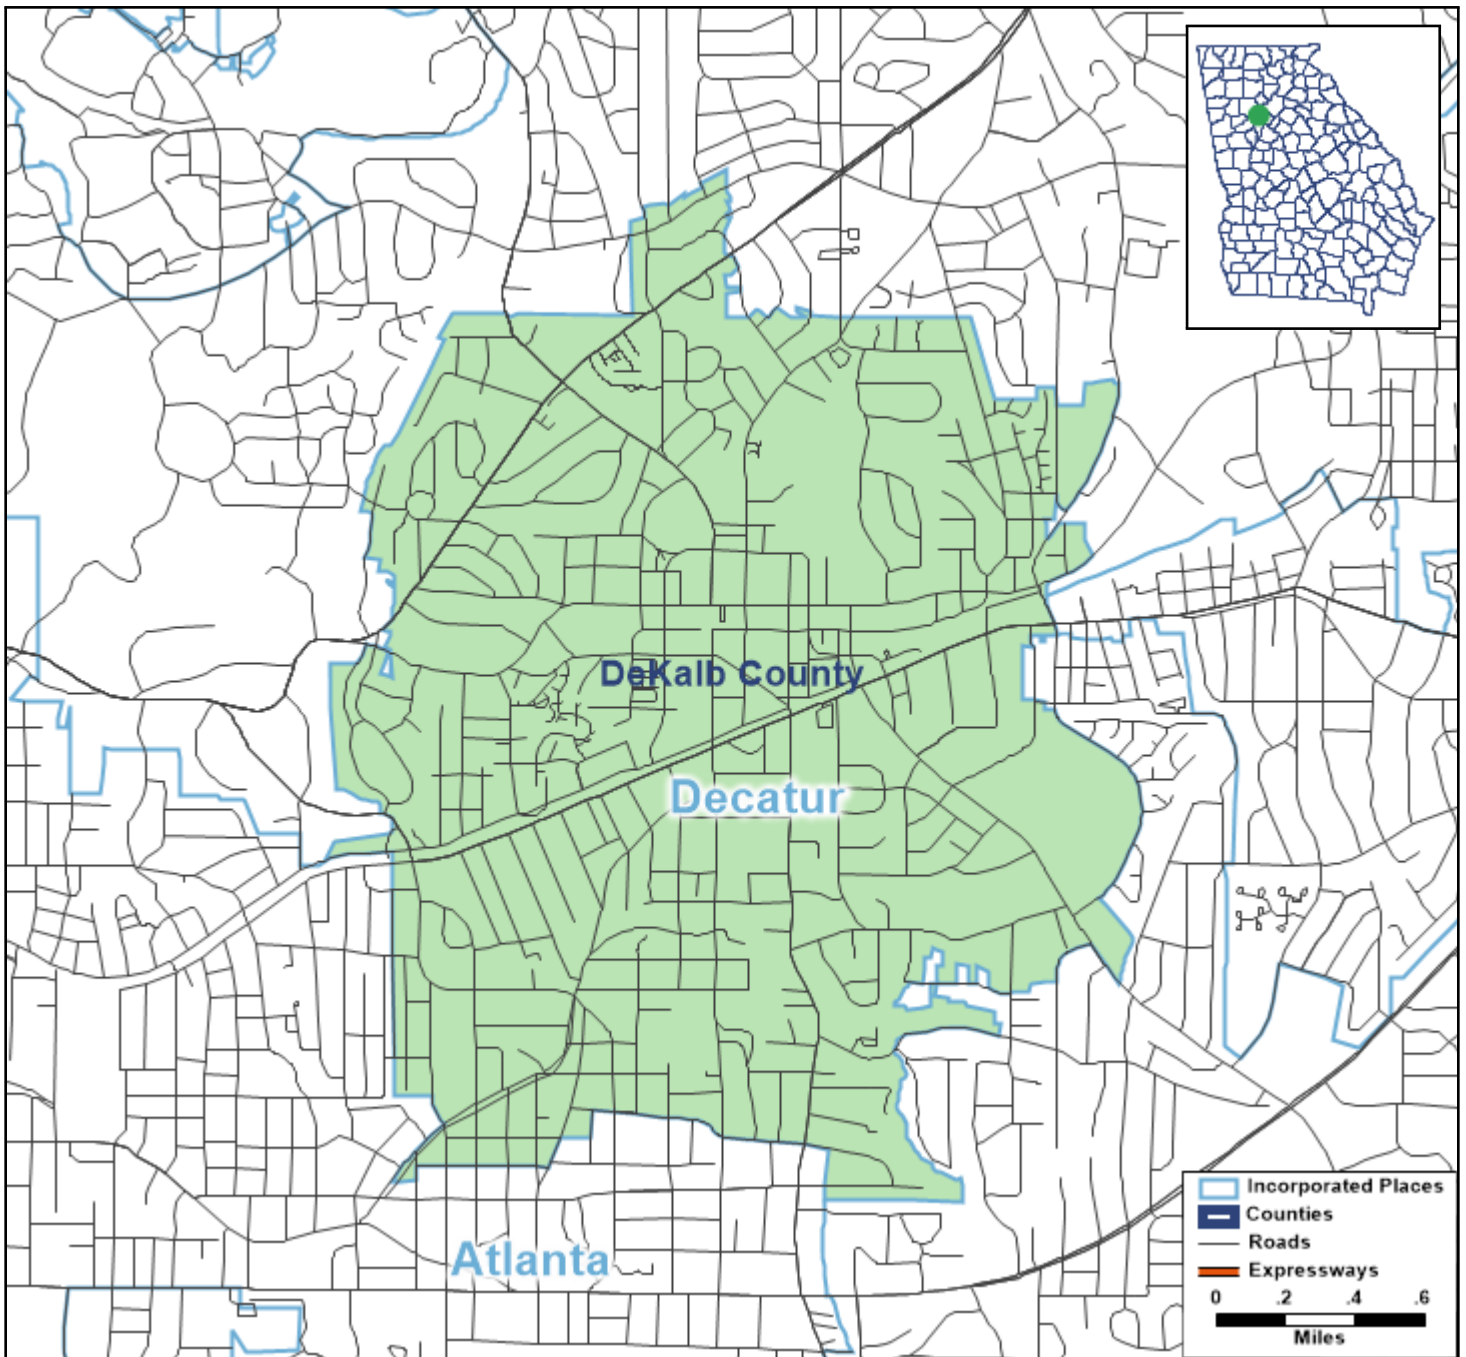 DeKalb County
Decatur
Atlanta
Incorporated Places
Counties
Roads
Expressways
0 .2 .4 .6
Miles